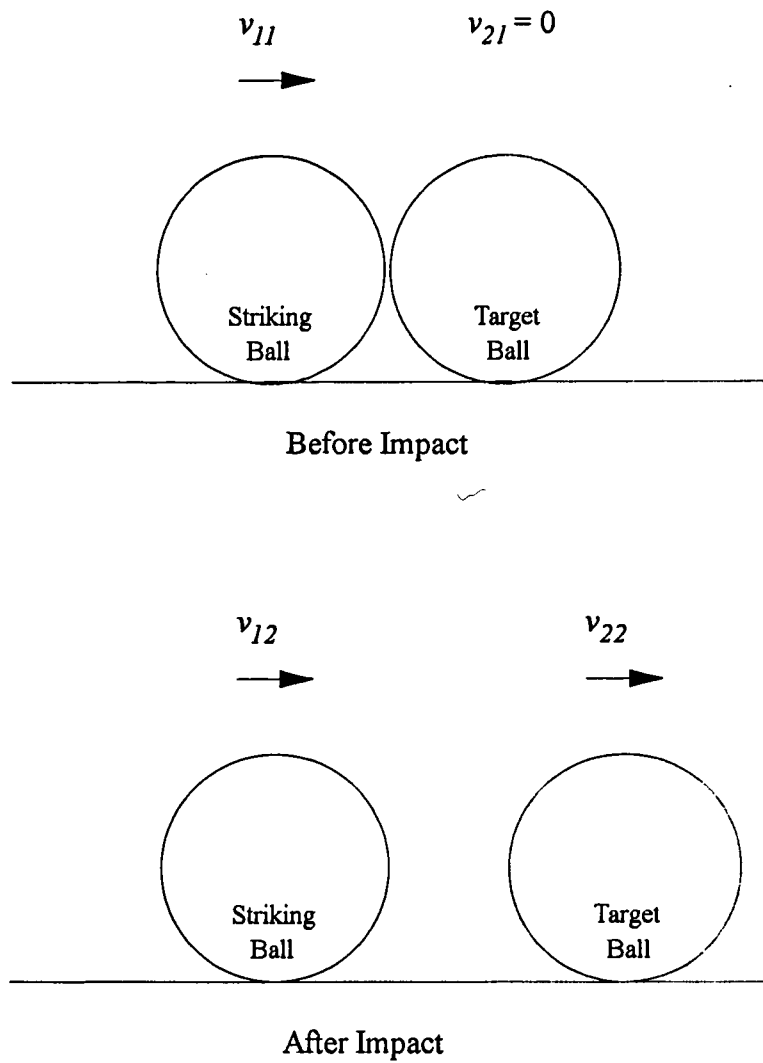 v11 v21 = 0
Striking Target
Ball Ball
Before Impact
v12 v22
Striking Target
Ball Ball
After Impact